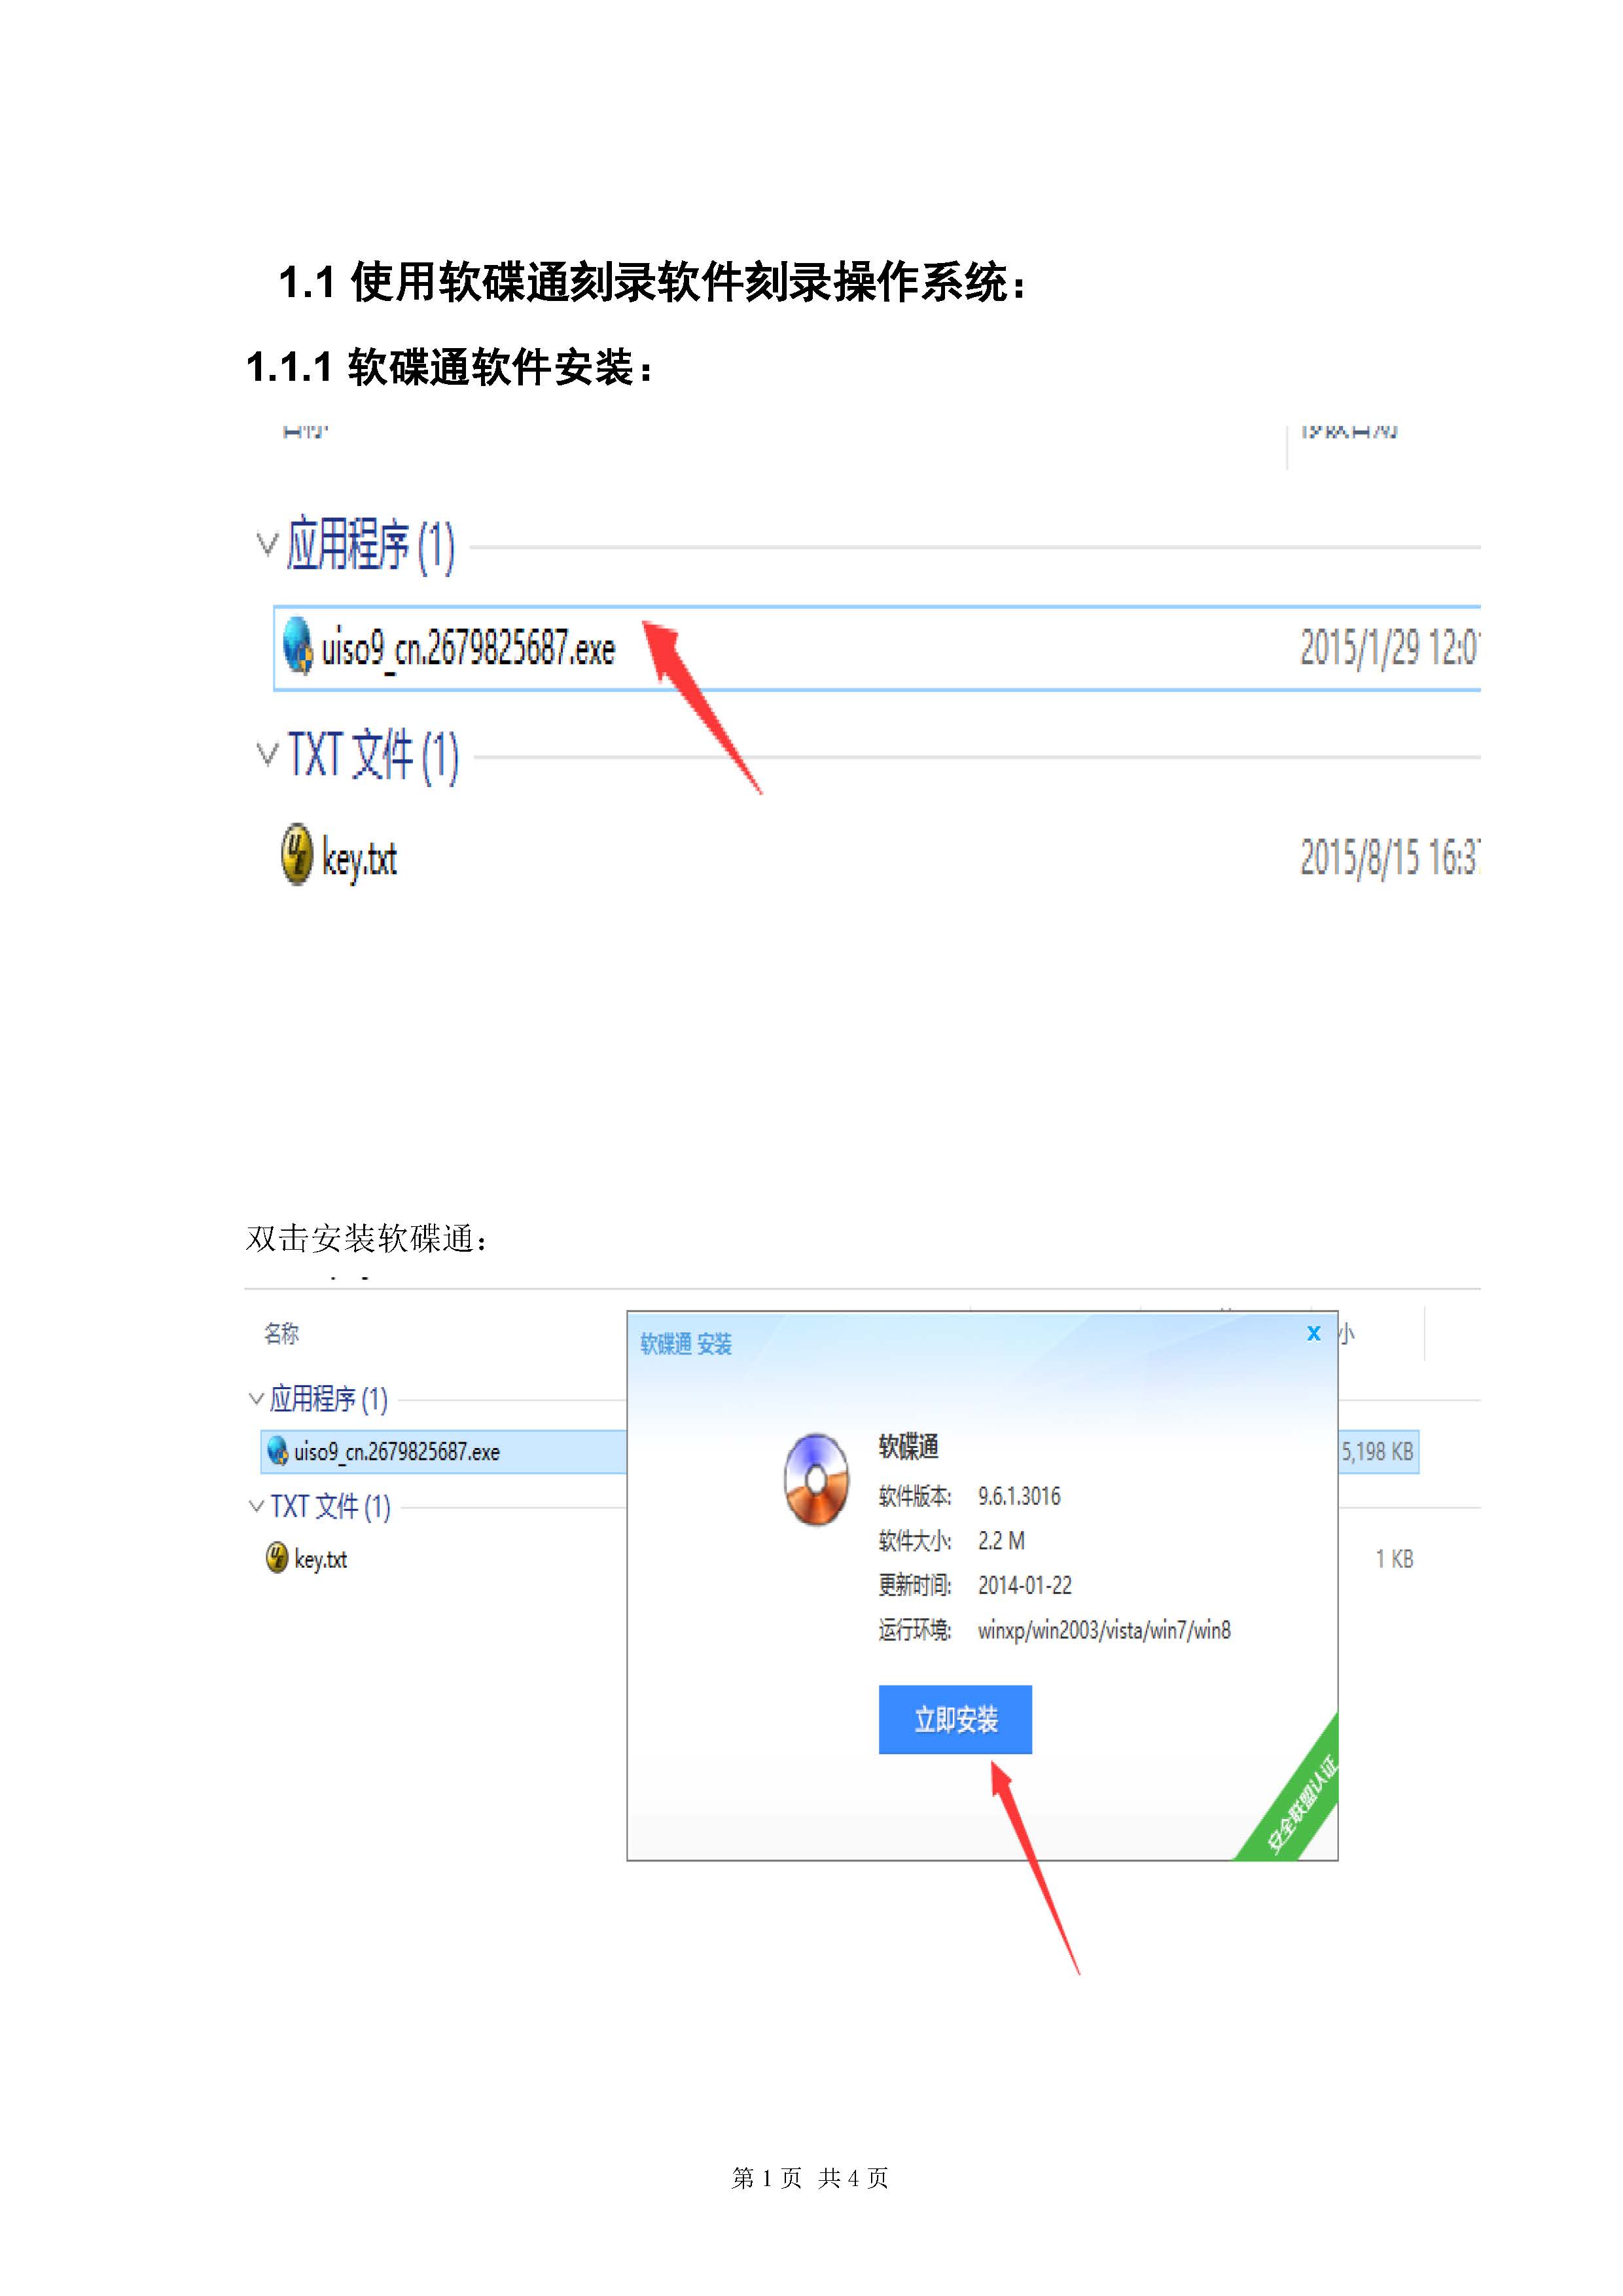 1.1 使用软碟通刻录软件刻录操作系统：
1.1.1 软碟通软件安装：
应用程序 (1)
uiso9_cn.2679825687.exe 2015/1/29 12:0
TXT 文件 (1)
key.txt 2015/8/15 16:3
双击安装软碟通：
名称 小
软碟通 安装 x
应用程序 (1)
软碟通
uiso9_cn.2679825687.exe 5,198 KB
软件版本: 9.6.1.3016
TXT 文件 (1)
软件大小: 2.2 M
key.txt 1 KB
更新时间: 2014-01-22
运行环境: winxp/win2003/vista/win7/win8
立即安装
安全联盟认证
第 1 页 共 4 页